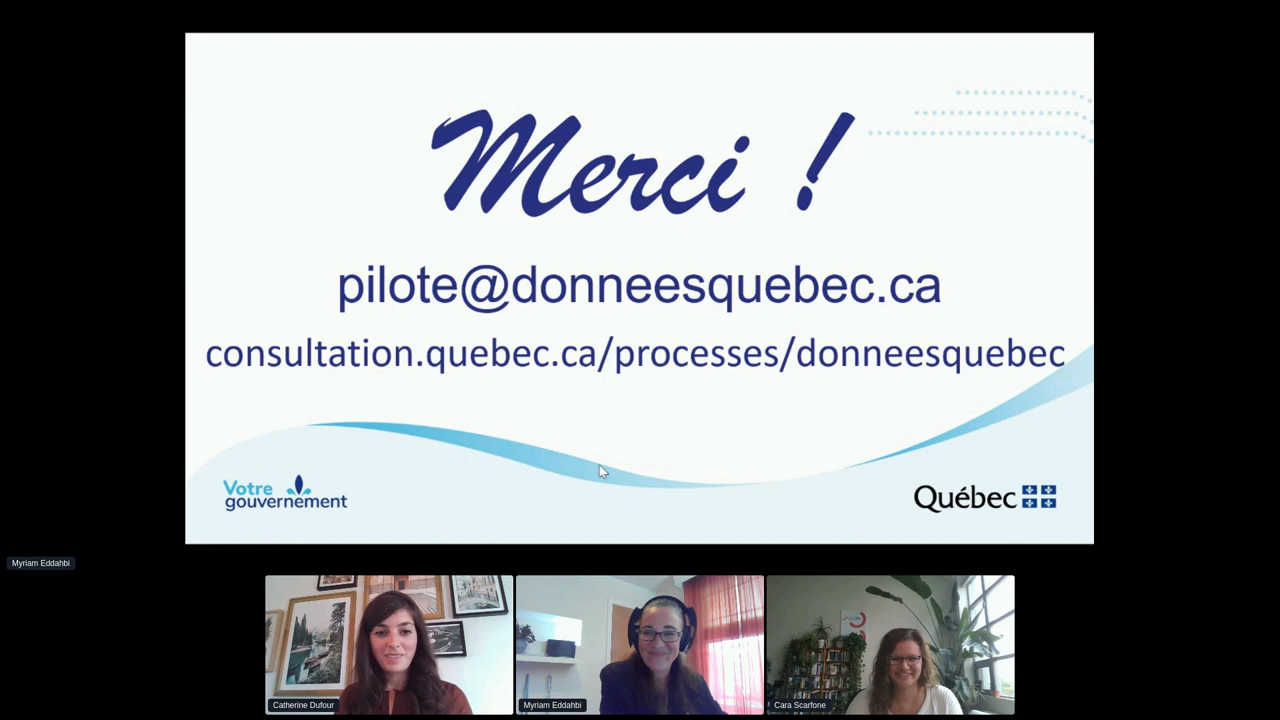 Merci !
pilote@donneesquebec.ca
consultation.quebec.ca/processes/donneesquebec
Votre
gouvernement
Québec
Myriam Eddahbi
Catherine Dufour
Myriam Eddahbi
Cara Scarfone